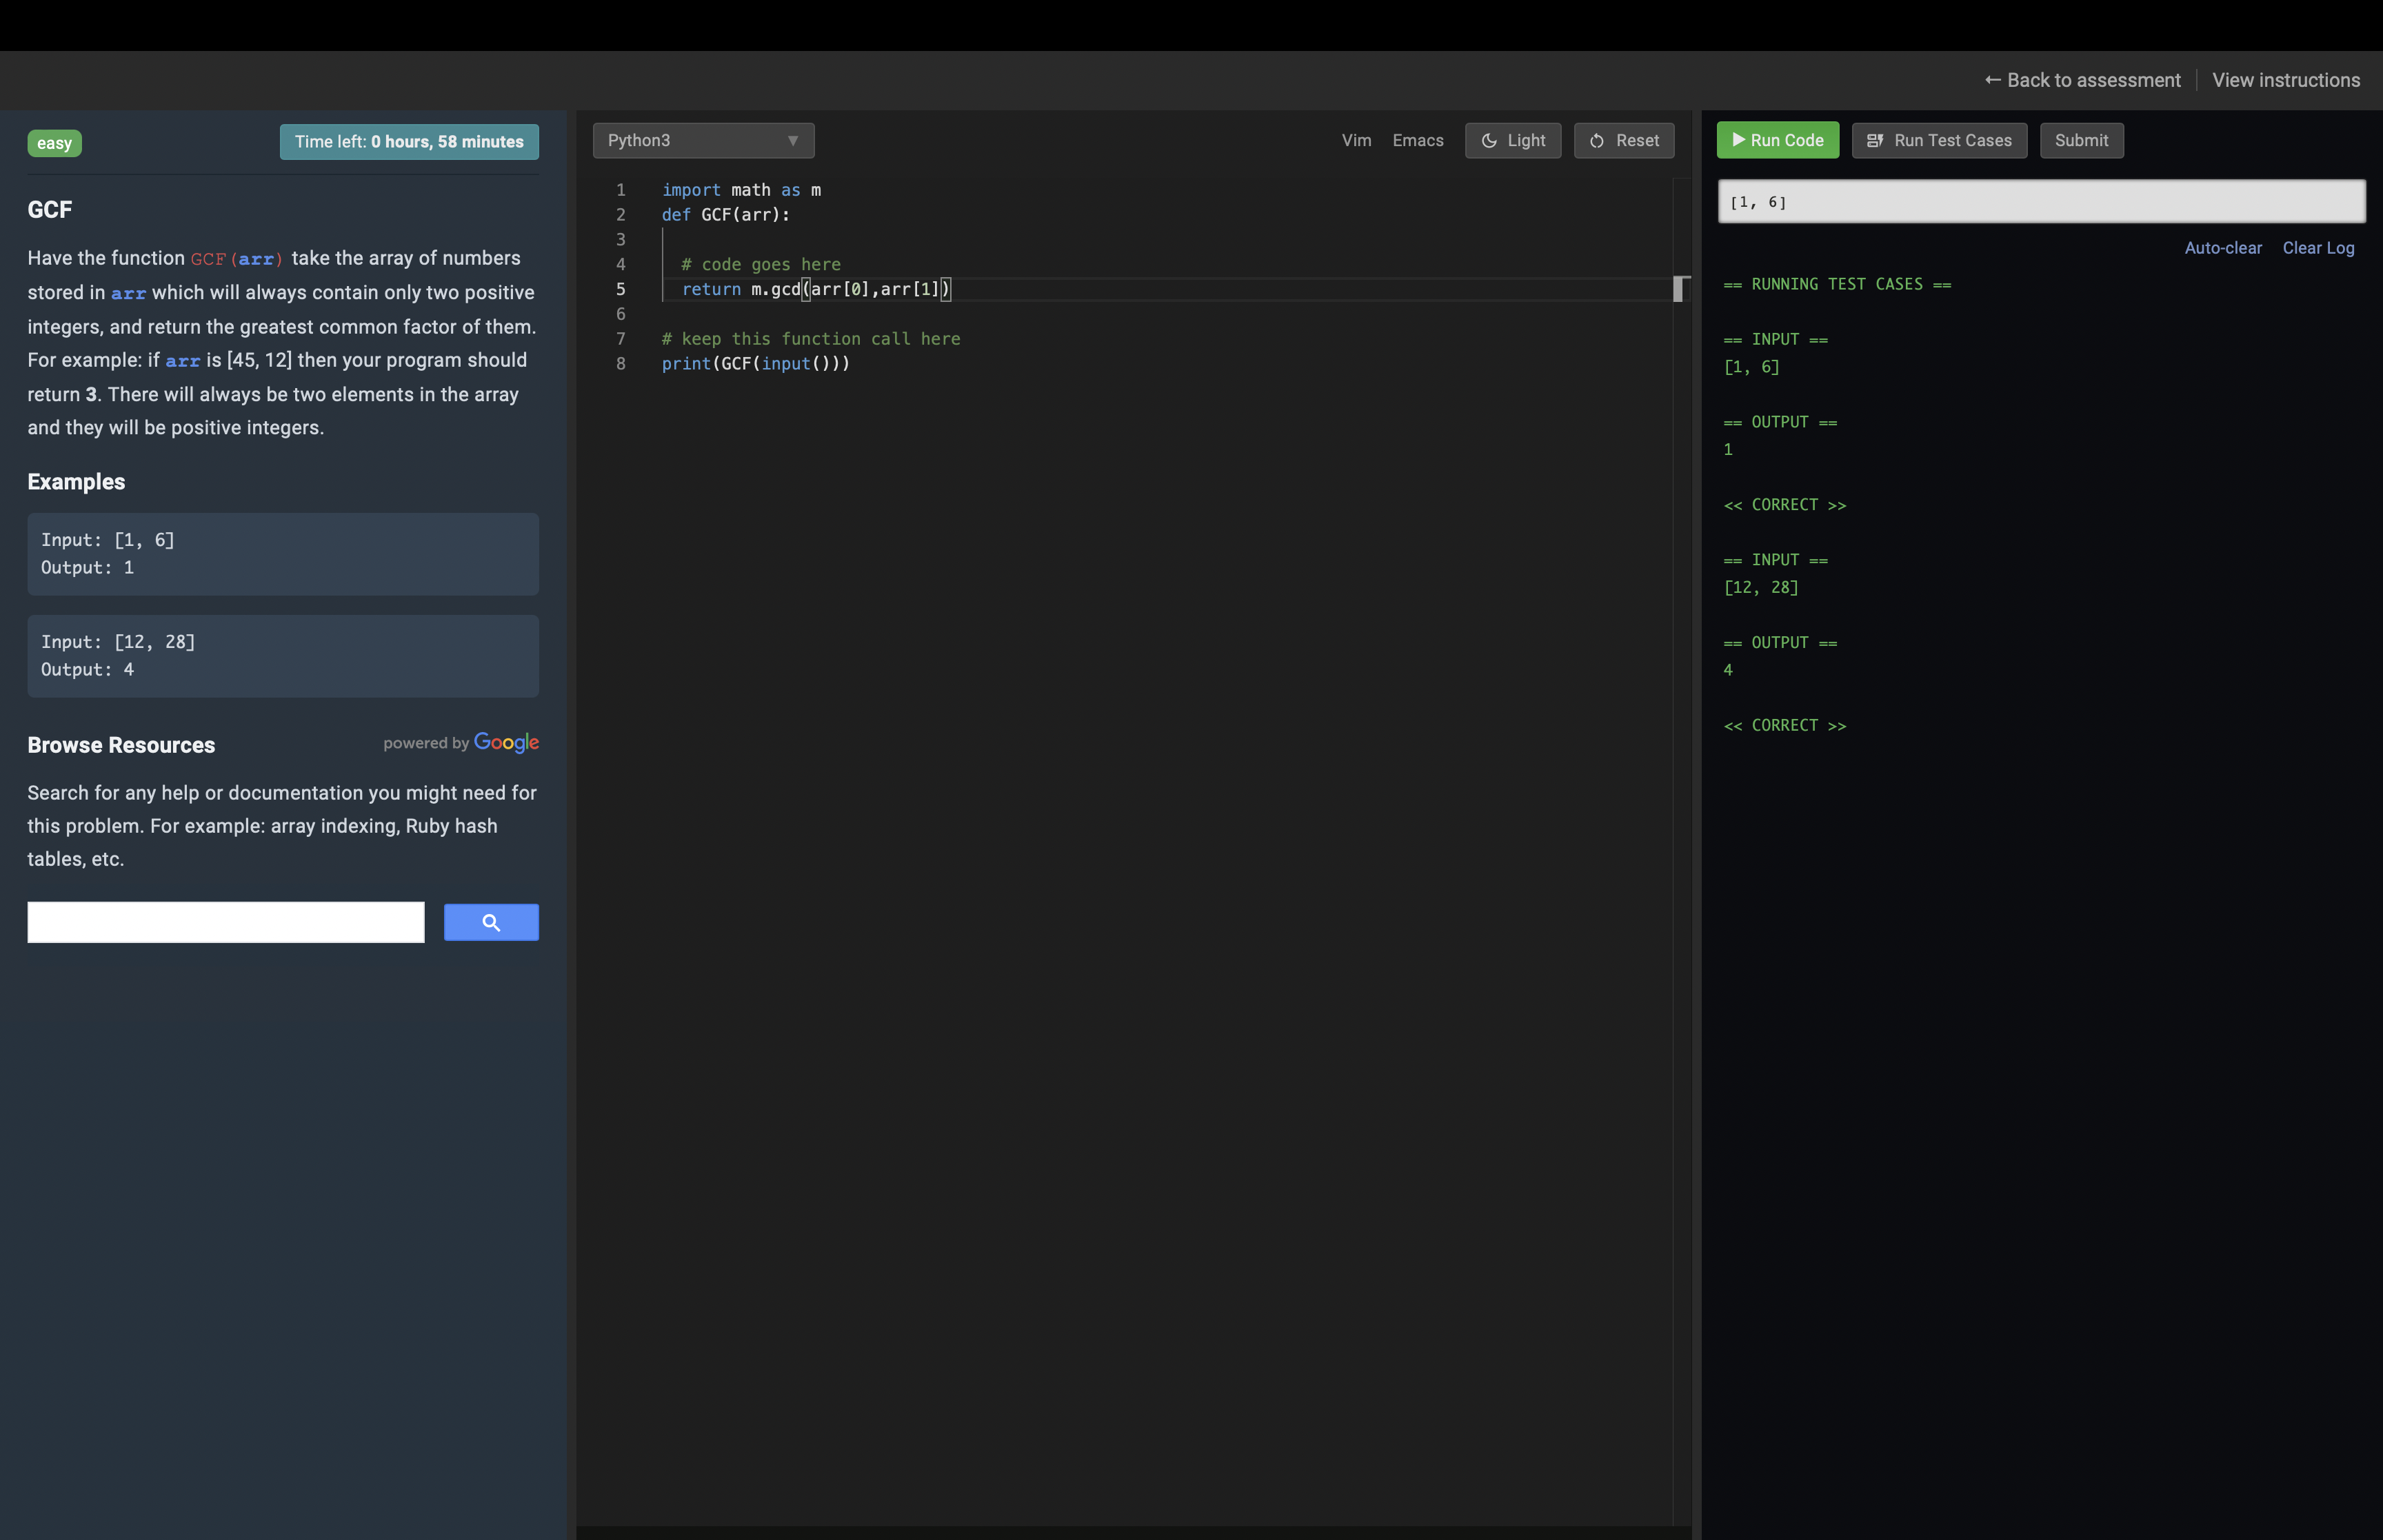 ← Back to assessment
View instructions
easy
Time left: 0 hours, 58 minutes
GCF
Have the function GCF(arr) take the array of numbers
stored in arr which will always contain only two positive
integers, and return the greatest common factor of them.
For example: if arr is [45, 12] then your program should
return 3. There will always be two elements in the array
and they will be positive integers.
Examples
Input: [1, 6]
Output: 1
Input: [12, 28]
Output: 4
Browse Resources
powered by Google
Search for any help or documentation you might need for
this problem. For example: array indexing, Ruby hash
tables, etc.
Python3
Vim
Emacs
Light
Reset
1 import math as m
2 def GCF(arr):
3
4 # code goes here
5 return m.gcd(arr[0],arr[1])
6
7 # keep this function call here
8 print(GCF(input()))
Run Code
Run Test Cases
Submit
[1, 6]
Auto-clear
Clear Log
== RUNNING TEST CASES ==
== INPUT ==
[1, 6]
== OUTPUT ==
1
<< CORRECT >>
== INPUT ==
[12, 28]
== OUTPUT ==
4
<< CORRECT >>